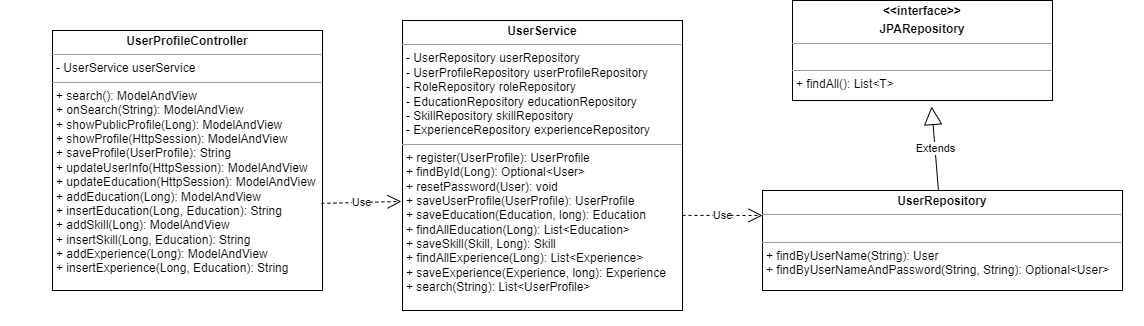 UserProfileController
- UserService userService
+ search(): ModelAndView
+ onSearch(String): ModelAndView
+ showPublicProfile(Long): ModelAndView
+ showProfile(HttpSession): ModelAndView
+ saveProfile(UserProfile): String
+ updateUserInfo(HttpSession): ModelAndView
+ updateEducation(HttpSession): ModelAndView
+ addEducation(Long): ModelAndView
+ insertEducation(Long, Education): String
+ addSkill(Long): ModelAndView
+ insertSkill(Long, Education): String
+ addExperience(Long): ModelAndView
+ insertExperience(Long, Education): String
Use
UserService
- UserRepository userRepository
- UserProfileRepository userProfileRepository
- RoleRepository roleRepository
- EducationRepository educationRepository
- SkillRepository skillRepository
- ExperienceRepository experienceRepository
+ register(UserProfile): UserProfile
+ findById(Long): Optional<User>
+ resetPassword(User): void
+ saveUserProfile(UserProfile): UserProfile
+ saveEducation(Education, long): Education
+ findAllEducation(Long): List<Education>
+ saveSkill(Skill, Long): Skill
+ findAllExperience(Long): List<Experience>
+ saveExperience(Experience, long): Experience
+ search(String): List<UserProfile>
Use
<<interface>>
JPARepository
+ findAll(): List<T>
Extends
UserRepository
+ findByUserName(String): User
+ findByUserNameAndPassword(String, String): Optional<User>